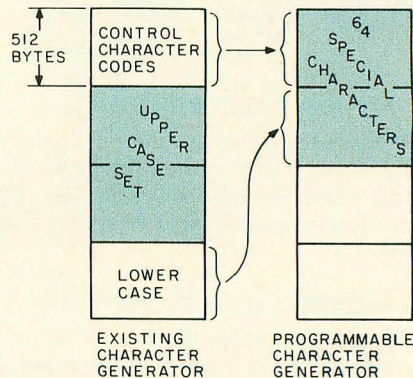 512
BYTES
CONTROL
CHARACTER
CODES
UPPER
CASE
SET
LOWER
CASE
EXISTING
CHARACTER
GENERATOR
64
SPECIAL
CHARACTERS
PROGRAMMABLE
CHARACTER
GENERATOR